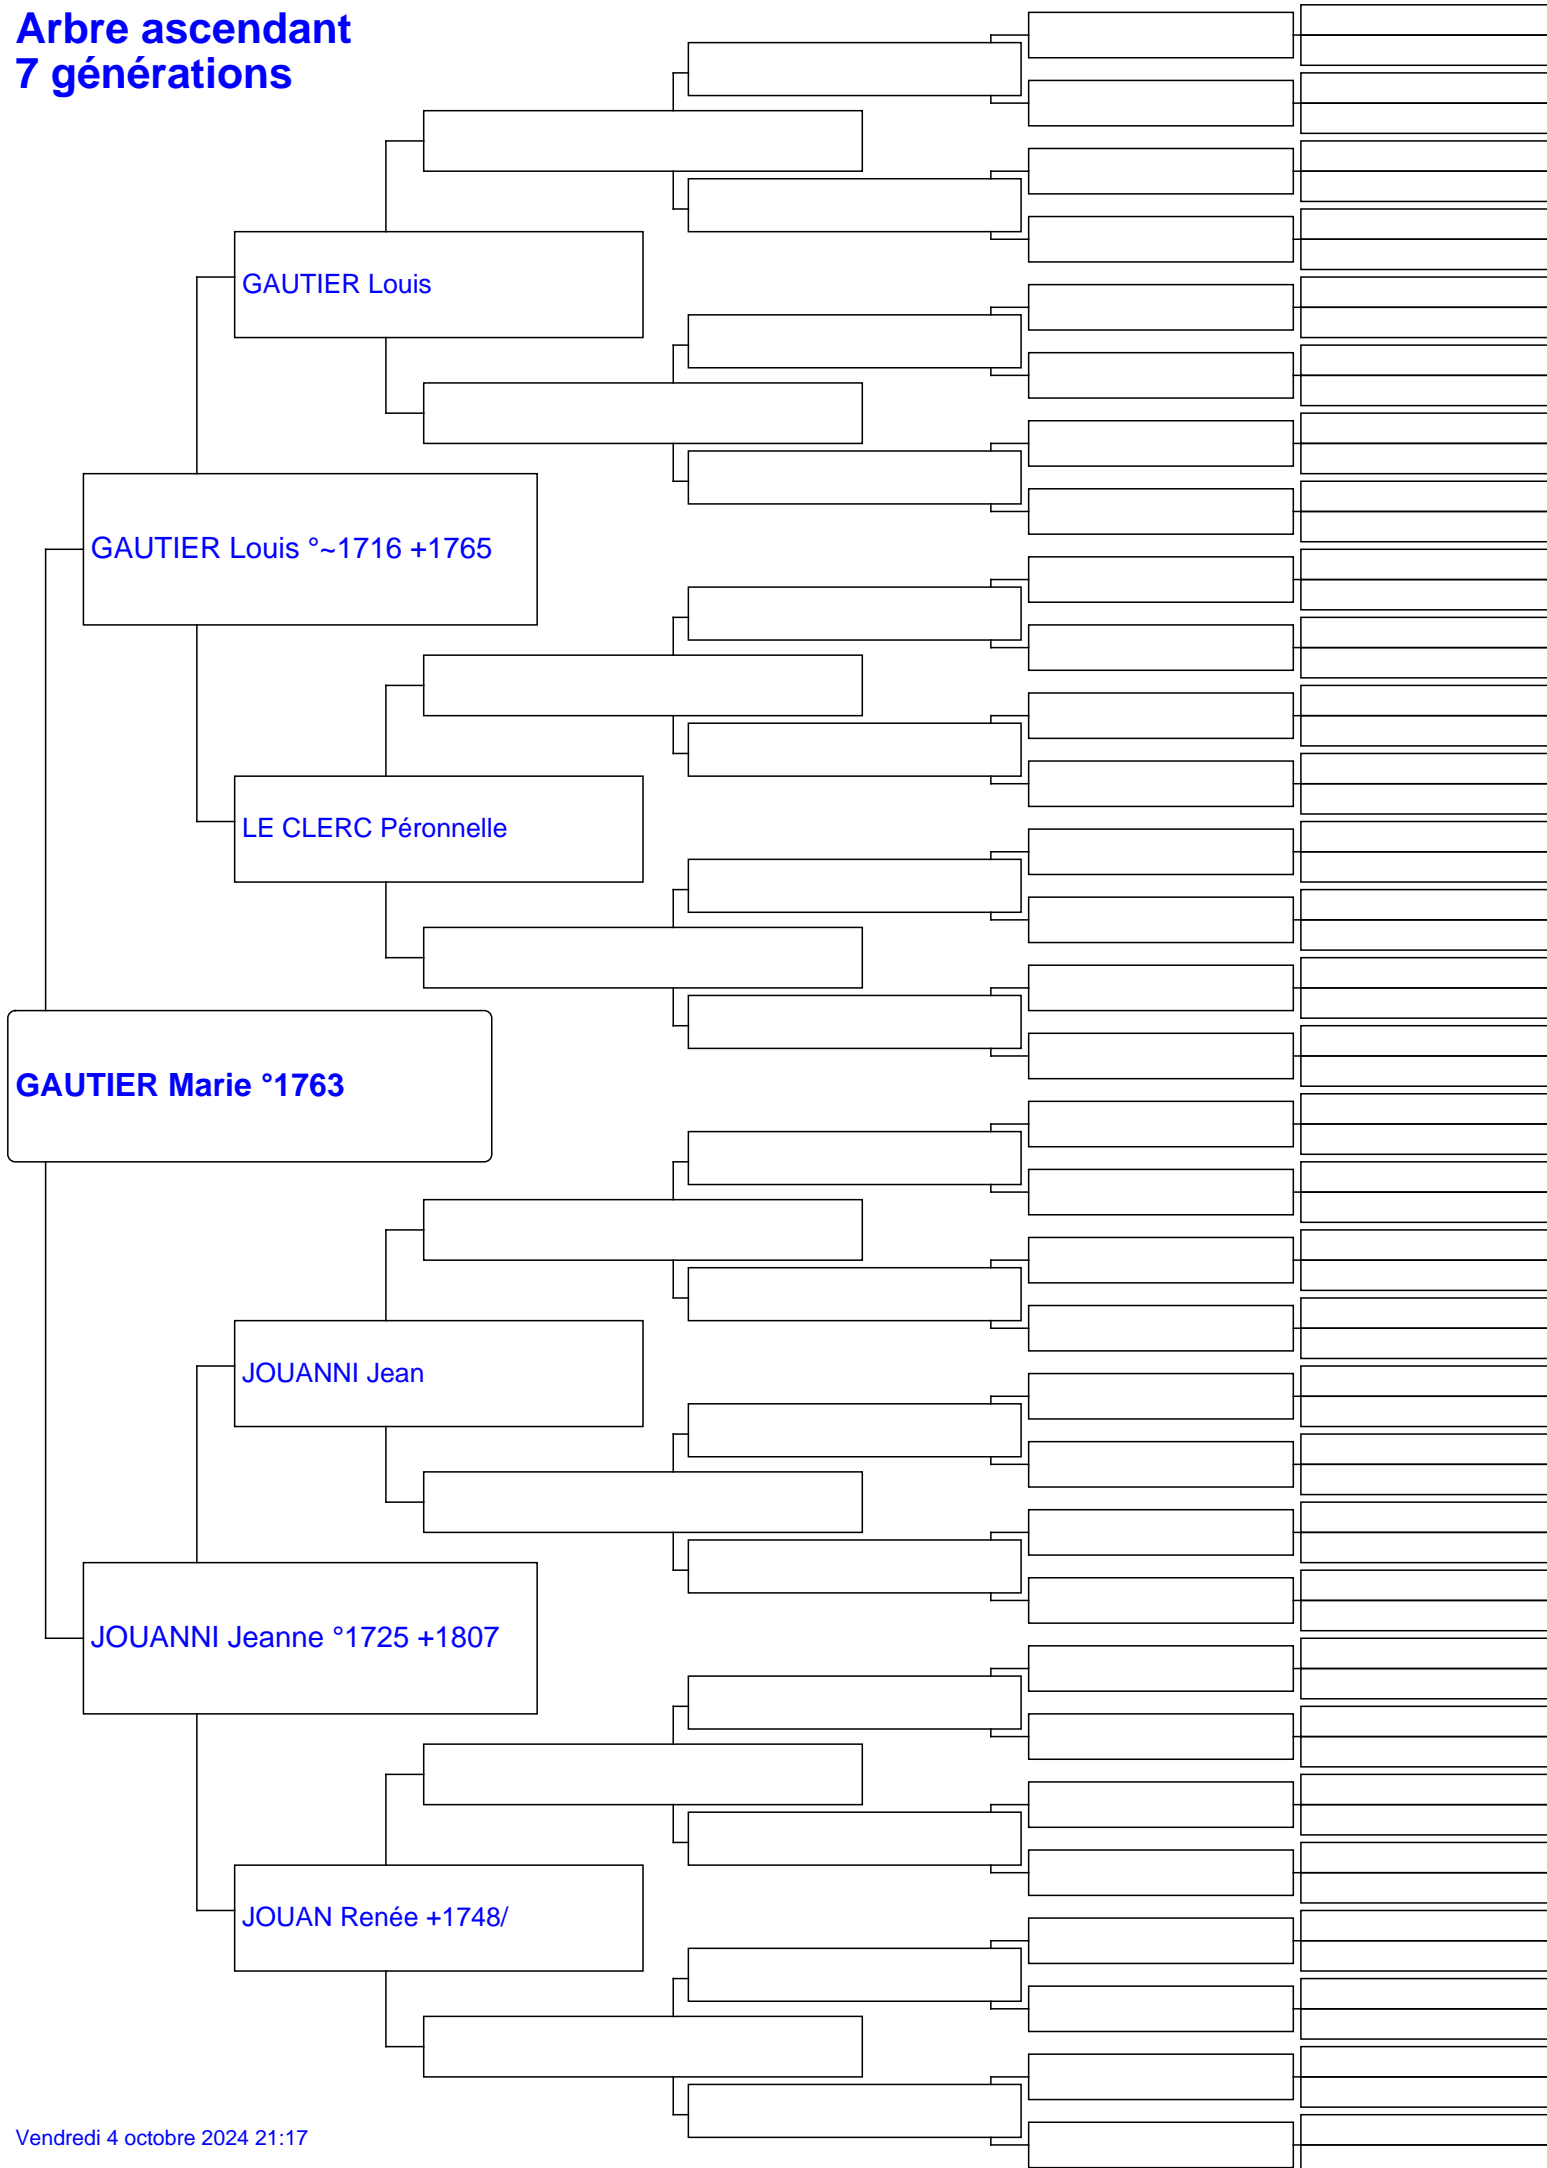 Arbre ascendant
7 générations
GAUTIER Louis
GAUTIER Louis °~1716 +1765
LE CLERC Péronnelle
GAUTIER Marie °1763
JOUANNI Jean
JOUANNI Jeanne °1725 +1807
JOUAN Renée +1748/
Vendredi 4 octobre 2024 21:17